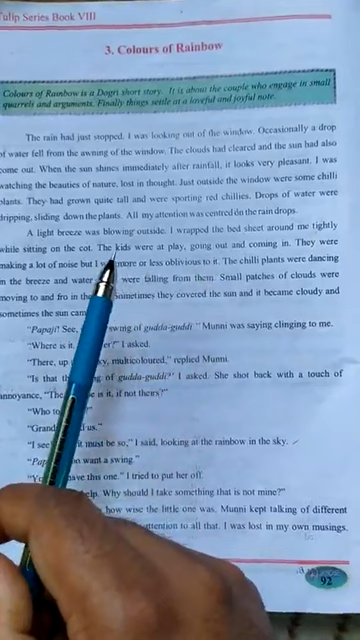 Tulip Series Book VIII
3. Colours of Rainbow
Colours of Rainbow is a Dogri short story. It is about the couple who engage in small
quarrels and arguments. Finally things settle at a loveful and joyful note.
The rain had just stopped. I was looking out of the window. Occasionally a drop
of water fell from the awning of the window. The clouds had cleared and the sun had also
come out. When the sun shines immediately after rainfall, it looks very pleasant. I was
watching the beauties of nature, lost in thought. Just outside the window were some chilli
plants. They had grown quite tall and were sporting red chillies. Drops of water were
dripping, sliding down the plants. All my attention was centred on the rain drops.
A light breeze was blowing outside. I wrapped the bed sheet around me tightly
while sitting on the cot. The kids were at play, going out and coming in. They were
making a lot of noise but I more or less oblivious to it. The chilli plants were dancing
in the breeze and water were falling from them. Small patches of clouds were
moving to and fro in the Sometimes they covered the sun and it became cloudy and
sometimes the sun
"Papaji! See, swing of gudda-guddi." Munni was saying clinging to me.
"Where is it, I asked.
"There, up multicoloured," replied Munni.
"Is that the of gudda-guddi?" I asked. She shot back with a touch of
annoyance, is it, if not theirs?"
"Who
us."
"I see it must be so," I said, looking at the rainbow in the sky.
want a swing."
have this one." I tried to put her off.
Why should I take something that is not mine?"
how wise the little one was. Munni kept talking of different
attention to all that. I was lost in my own musings.
92